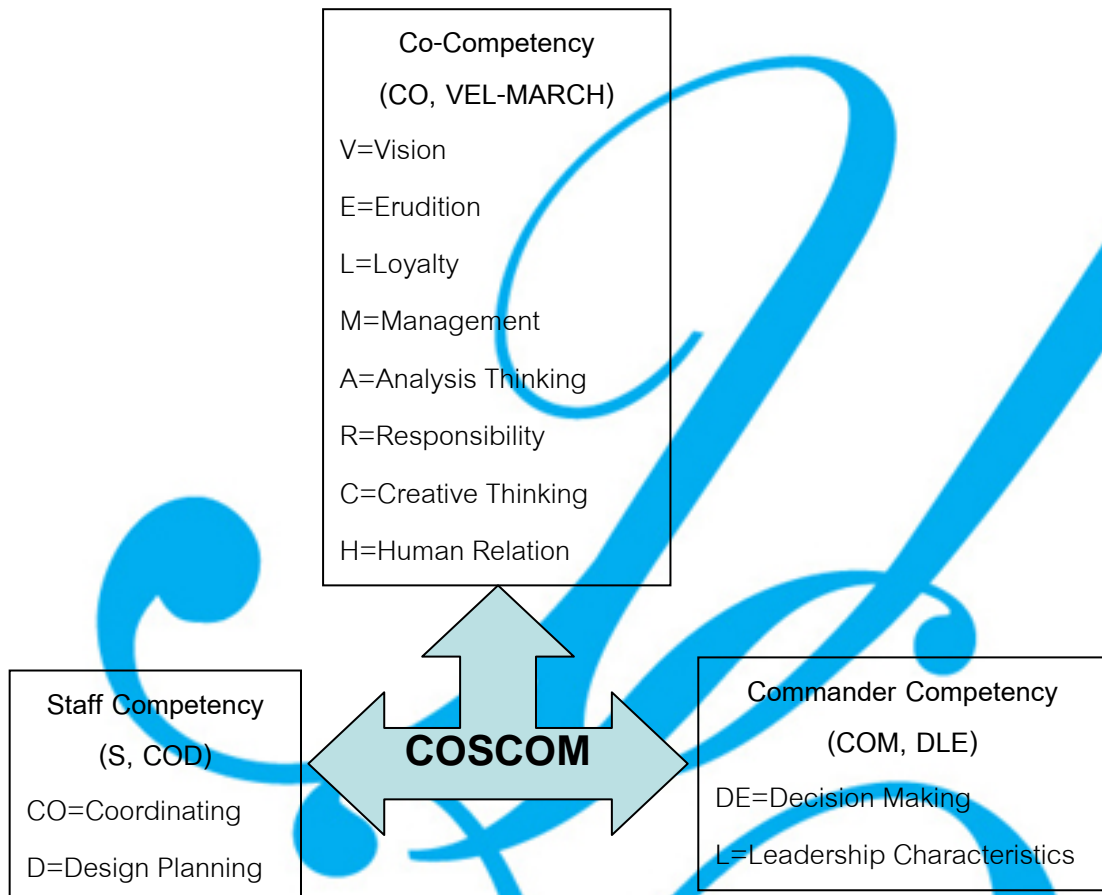 Co-Competency
(CO, VEL-MARCH)
V=Vision
E=Erudition
L=Loyalty
M=Management
A=Analysis Thinking
R=Responsibility
C=Creative Thinking
H=Human Relation
Staff Competency
(S, COD)
CO=Coordinating
D=Design Planning
COSCOM
Commander Competency
(COM, DLE)
DE=Decision Making
L=Leadership Characteristics